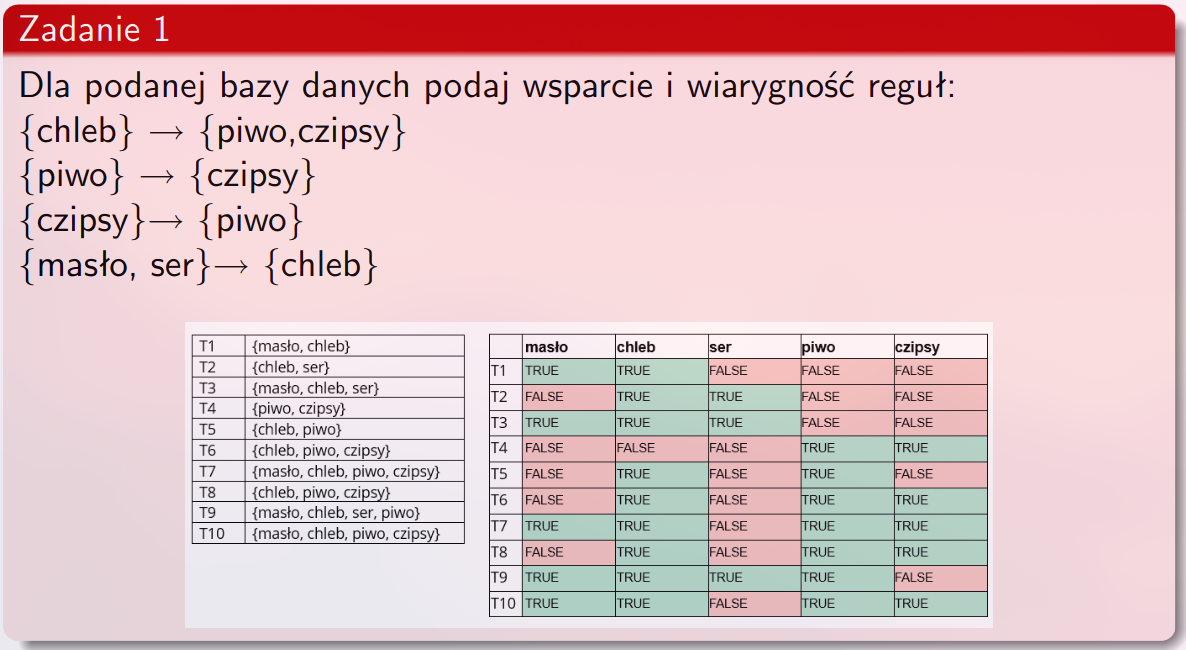 Zadanie 1
Dla podanej bazy danych podaj wsparcie i wiarygność reguł:
{chleb} → {piwo,czipsy}
{piwo} → {czipsy}
{czipsy}→ {piwo}
{masło, ser}→ {chleb}
T1 {masło, chleb}
T2 {chleb, ser}
T3 {masło, chleb, ser}
T4 {piwo, czipsy}
T5 {chleb, piwo}
T6 {chleb, piwo, czipsy}
T7 {masło, chleb, piwo, czipsy}
T8 {chleb, piwo, czipsy}
T9 {masło, chleb, ser, piwo}
T10 {masło, chleb, piwo, czipsy}
masło chleb ser piwo czipsy
T1 TRUE TRUE FALSE FALSE FALSE
T2 FALSE TRUE TRUE FALSE FALSE
T3 TRUE TRUE TRUE FALSE FALSE
T4 FALSE FALSE FALSE TRUE TRUE
T5 FALSE TRUE FALSE TRUE FALSE
T6 FALSE TRUE FALSE TRUE TRUE
T7 TRUE TRUE FALSE TRUE TRUE
T8 FALSE TRUE FALSE TRUE TRUE
T9 TRUE TRUE TRUE TRUE FALSE
T10 TRUE TRUE FALSE TRUE TRUE